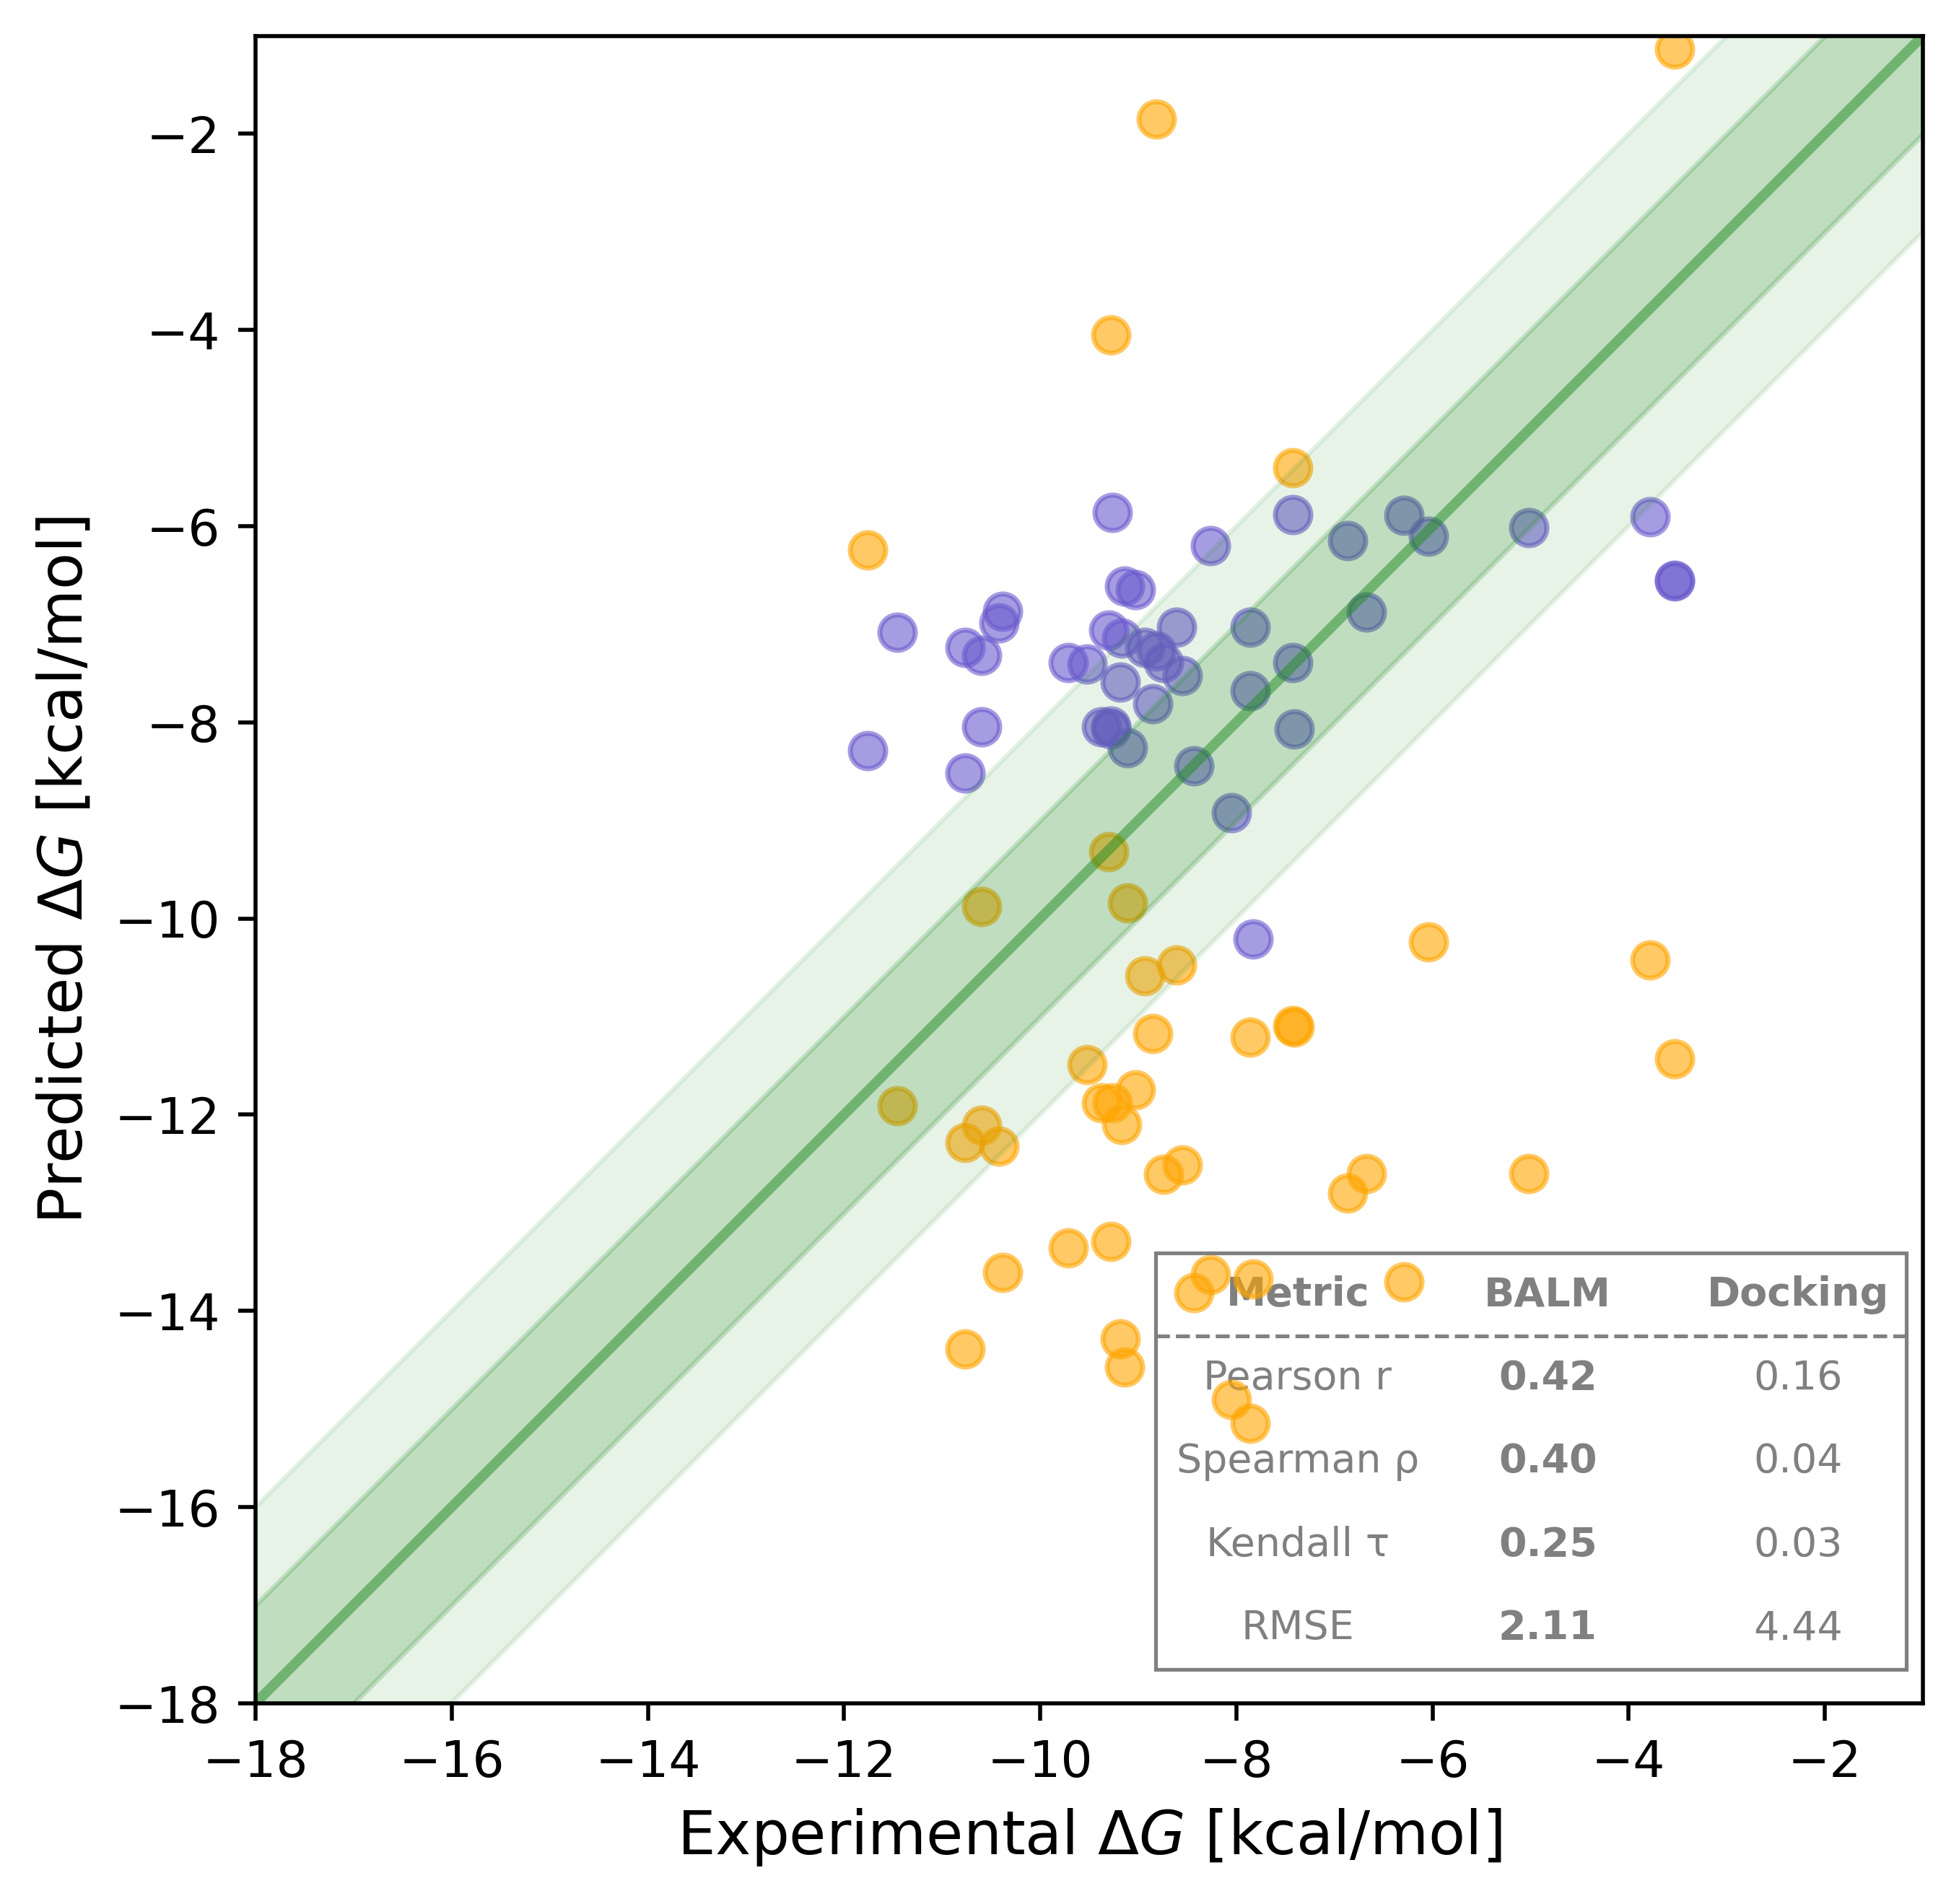 −2
−4
−6
−8
−10
−12
−14
−16
−18
Predicted ΔG [kcal/mol]
Metric BALM Docking
Pearson r 0.42 0.16
Spearman ρ 0.40 0.04
Kendall τ 0.25 0.03
RMSE 2.11 4.44
−18 −16 −14 −12 −10 −8 −6 −4 −2
Experimental ΔG [kcal/mol]